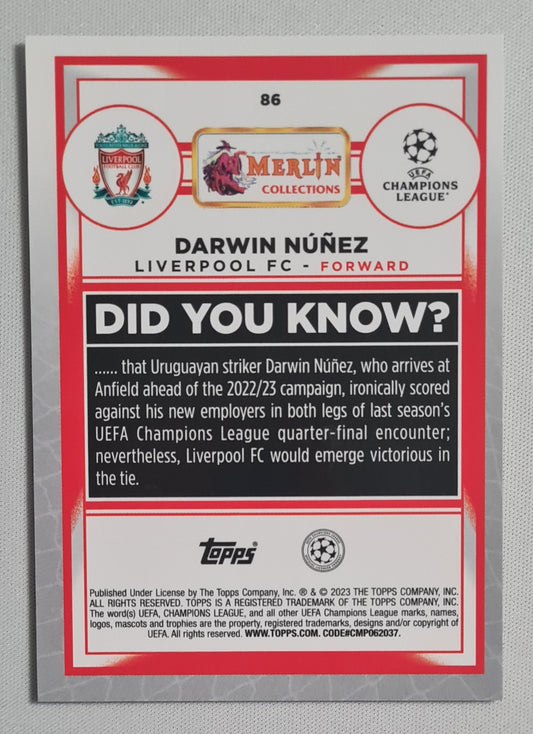 86
LIVERPOOL
FOOTBALL CLUB
EST·1892
MERLIN®
COLLECTIONS
UEFA
CHAMPIONS
LEAGUE®
DARWIN NÚÑEZ
LIVERPOOL FC - FORWARD
DID YOU KNOW?
...... that Uruguayan striker Darwin Núñez, who arrives at
Anfield ahead of the 2022/23 campaign, ironically scored
against his new employers in both legs of last season's
UEFA Champions League quarter-final encounter;
nevertheless, Liverpool FC would emerge victorious in
the tie.
Topps®
Published Under License by The Topps Company, Inc. ® & © 2023 THE TOPPS COMPANY, INC.
ALL RIGHTS RESERVED. TOPPS IS A REGISTERED TRADEMARK OF THE TOPPS COMPANY, INC.
The word(s) UEFA, CHAMPIONS LEAGUE, and all other UEFA Champions League marks, names,
logos, mascots and trophies are the property, registered trademarks, designs and/or copyright of
UEFA. All rights reserved. WWW.TOPPS.COM. CODE#CMP062037.